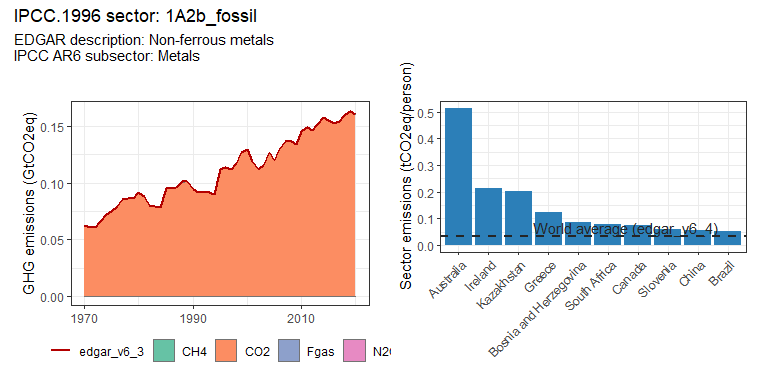 IPCC.1996 sector: 1A2b_fossil
EDGAR description: Non-ferrous metals
IPCC AR6 subsector: Metals
GHG emissions (GtCO2eq)
0.15
0.10
0.05
0.00
1970
1990
2010
edgar_v6_3
CH4
CO2
Fgas
N2
Sector emissions (tCO2eq/person)
0.5
0.4
0.3
0.2
0.1
0.0
World average (edgar_v6_4)
Australia
Ireland
Kazakhstan
Greece
Bosnia and Herzegovina
South Africa
Canada
Slovenia
China
Brazil